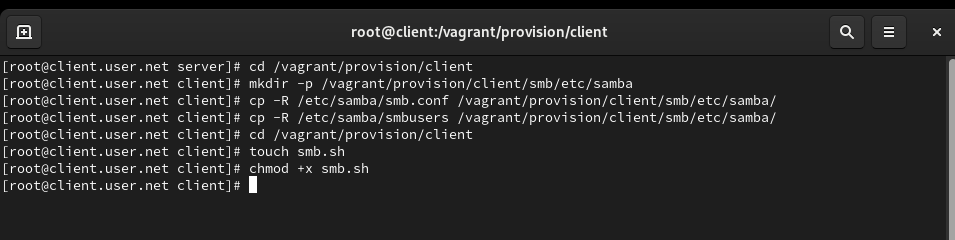 root@client:/vagrant/provision/client
[root@client.user.net server]# cd /vagrant/provision/client
[root@client.user.net client]# mkdir -p /vagrant/provision/client/smb/etc/samba
[root@client.user.net client]# cp -R /etc/samba/smb.conf /vagrant/provision/client/smb/etc/samba/
[root@client.user.net client]# cp -R /etc/samba/smbusers /vagrant/provision/client/smb/etc/samba/
[root@client.user.net client]# cd /vagrant/provision/client
[root@client.user.net client]# touch smb.sh
[root@client.user.net client]# chmod +x smb.sh
[root@client.user.net client]#